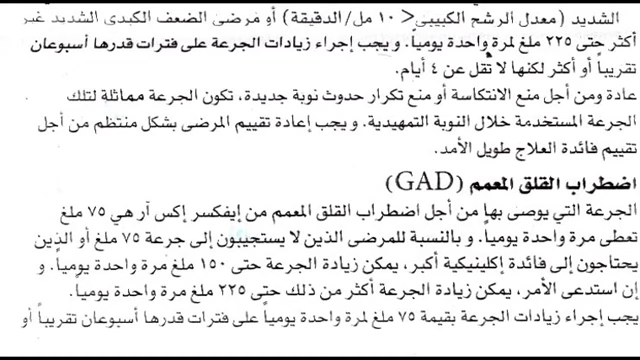 الشديد (معدل الرشح الكبيبي< ١٠ مل/الدقيقة) أو مرضى الضعف الكبدى الشديد غير
أكثر حتى ٢٢٥ ملغ لمرة واحدة يومياً. و يجب إجراء زيادات الجرعة على فترات قدرها أسبوعان
تقريباً أو أكثر لكنها لا تقل عن ٤ أيام.
عادة ومن أجل منع الانتكاسة أو منع تكرار حدوث نوبة جديدة، تكون الجرعة مماثلة لتلك
الجرعة المستخدمة خلال النوبة التمهيدية. و يجب إعادة تقييم المرضى بشكل منتظم من أجل
تقييم فائدة العلاج طويل الأمد.
اضطراب القلق المعمم (GAD)
الجرعة التي يوصى بها من أجل اضطراب القلق المعمم من إيفكسر إكس آر هي ٧٥ ملغ
تعطى مرة واحدة يومياً. و بالنسبة للمرضى الذين لا يستجيبون إلى جرعة ٧٥ ملغ أو الذين
يحتاجون إلى فائدة إكلينيكية أكبر، يمكن زيادة الجرعة حتى ١٥٠ ملغ مرة واحدة يومياً. و
إن استدعى الأمر، يمكن زيادة الجرعة أكثر من ذلك حتى ٢٢٥ ملغ مرة واحدة يومياً.
يجب إجراء زيادات الجرعة بقيمة ٧٥ ملغ لمرة واحدة يومياً على فترات قدرها أسبوعان تقريباً أو